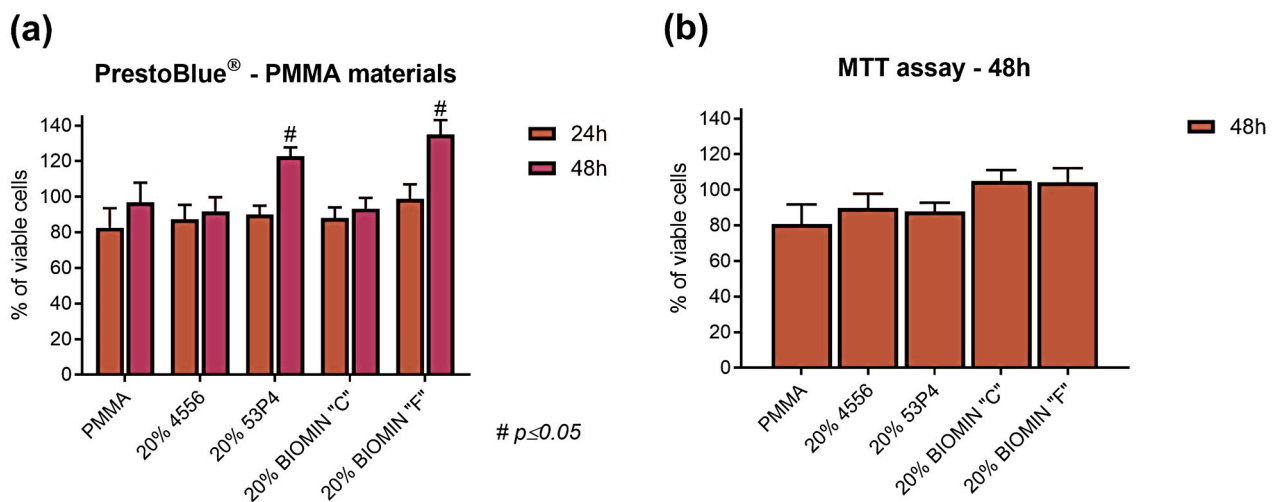 (a)
PrestoBlue® - PMMA materials
% of viable cells
140
120
100
80
60
40
20
0
#
#
PMMA
20% 4556
20% 53P4
20% BIOMIN "C"
20% BIOMIN "F"
24h
48h
# p≤0.05
(b)
MTT assay - 48h
% of viable cells
140
120
100
80
60
40
20
0
PMMA
20% 4556
20% 53P4
20% BIOMIN "C"
20% BIOMIN "F"
48h